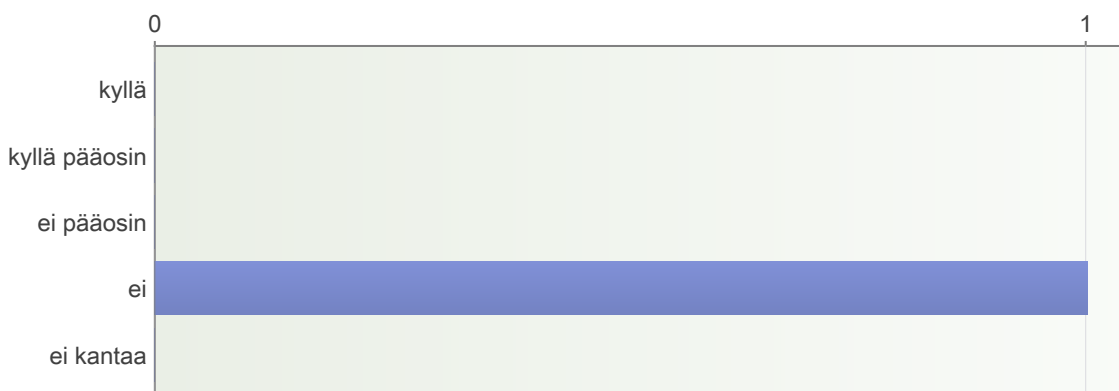 0 1
kyllä
kyllä pääosin
ei pääosin
ei
ei kantaa